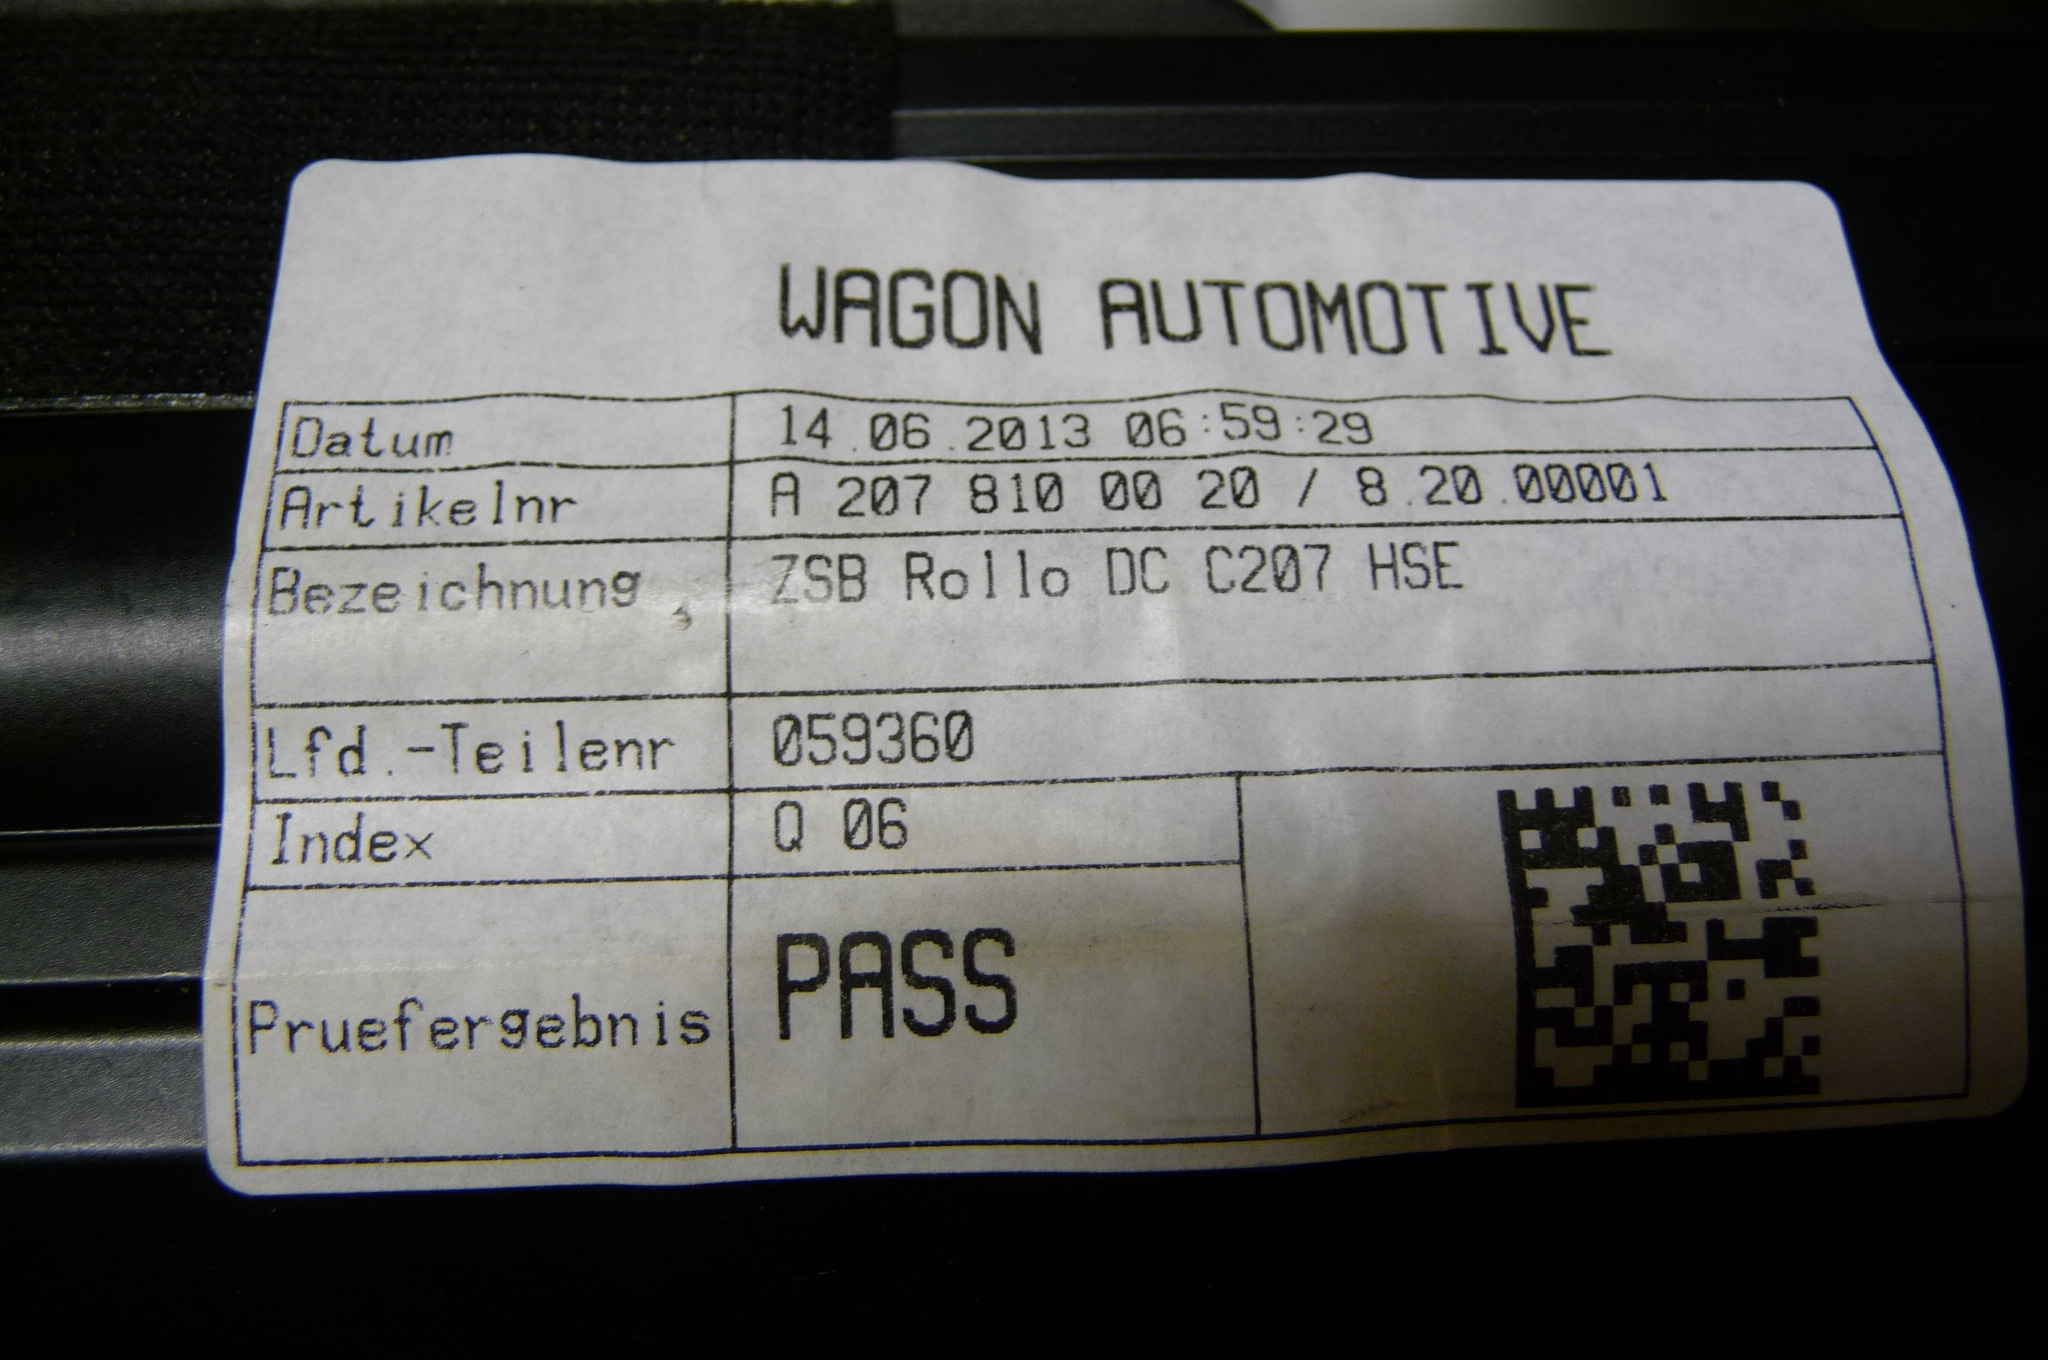 WAGON AUTOMOTIVE
Datum 14.06.2013 06:59:29
Artikelnr A 207 810 00 20 / 8.20.00001
Bezeichnung ZSB Rollo DC C207 HSE
Lfd.-Teilenr 059360
Index Q 06
Pruefergebnis PASS